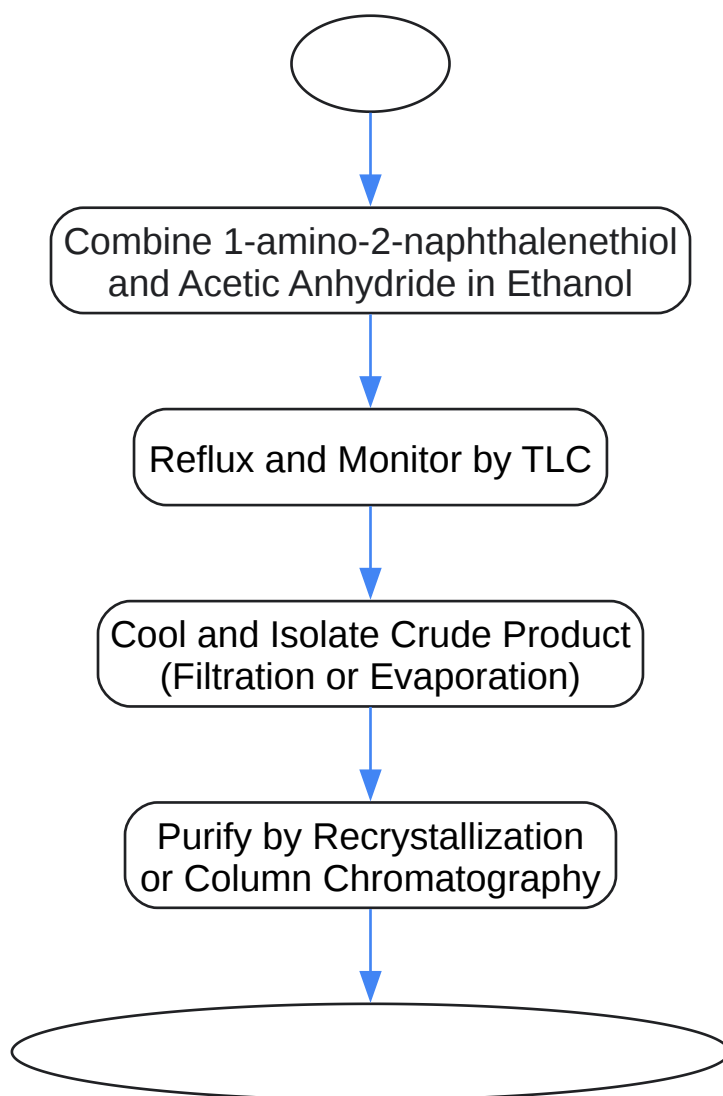 Combine 1-amino-2-naphthalenethiol
and Acetic Anhydride in Ethanol
Reflux and Monitor by TLC
Cool and Isolate Crude Product
(Filtration or Evaporation)
Purify by Recrystallization
or Column Chromatography